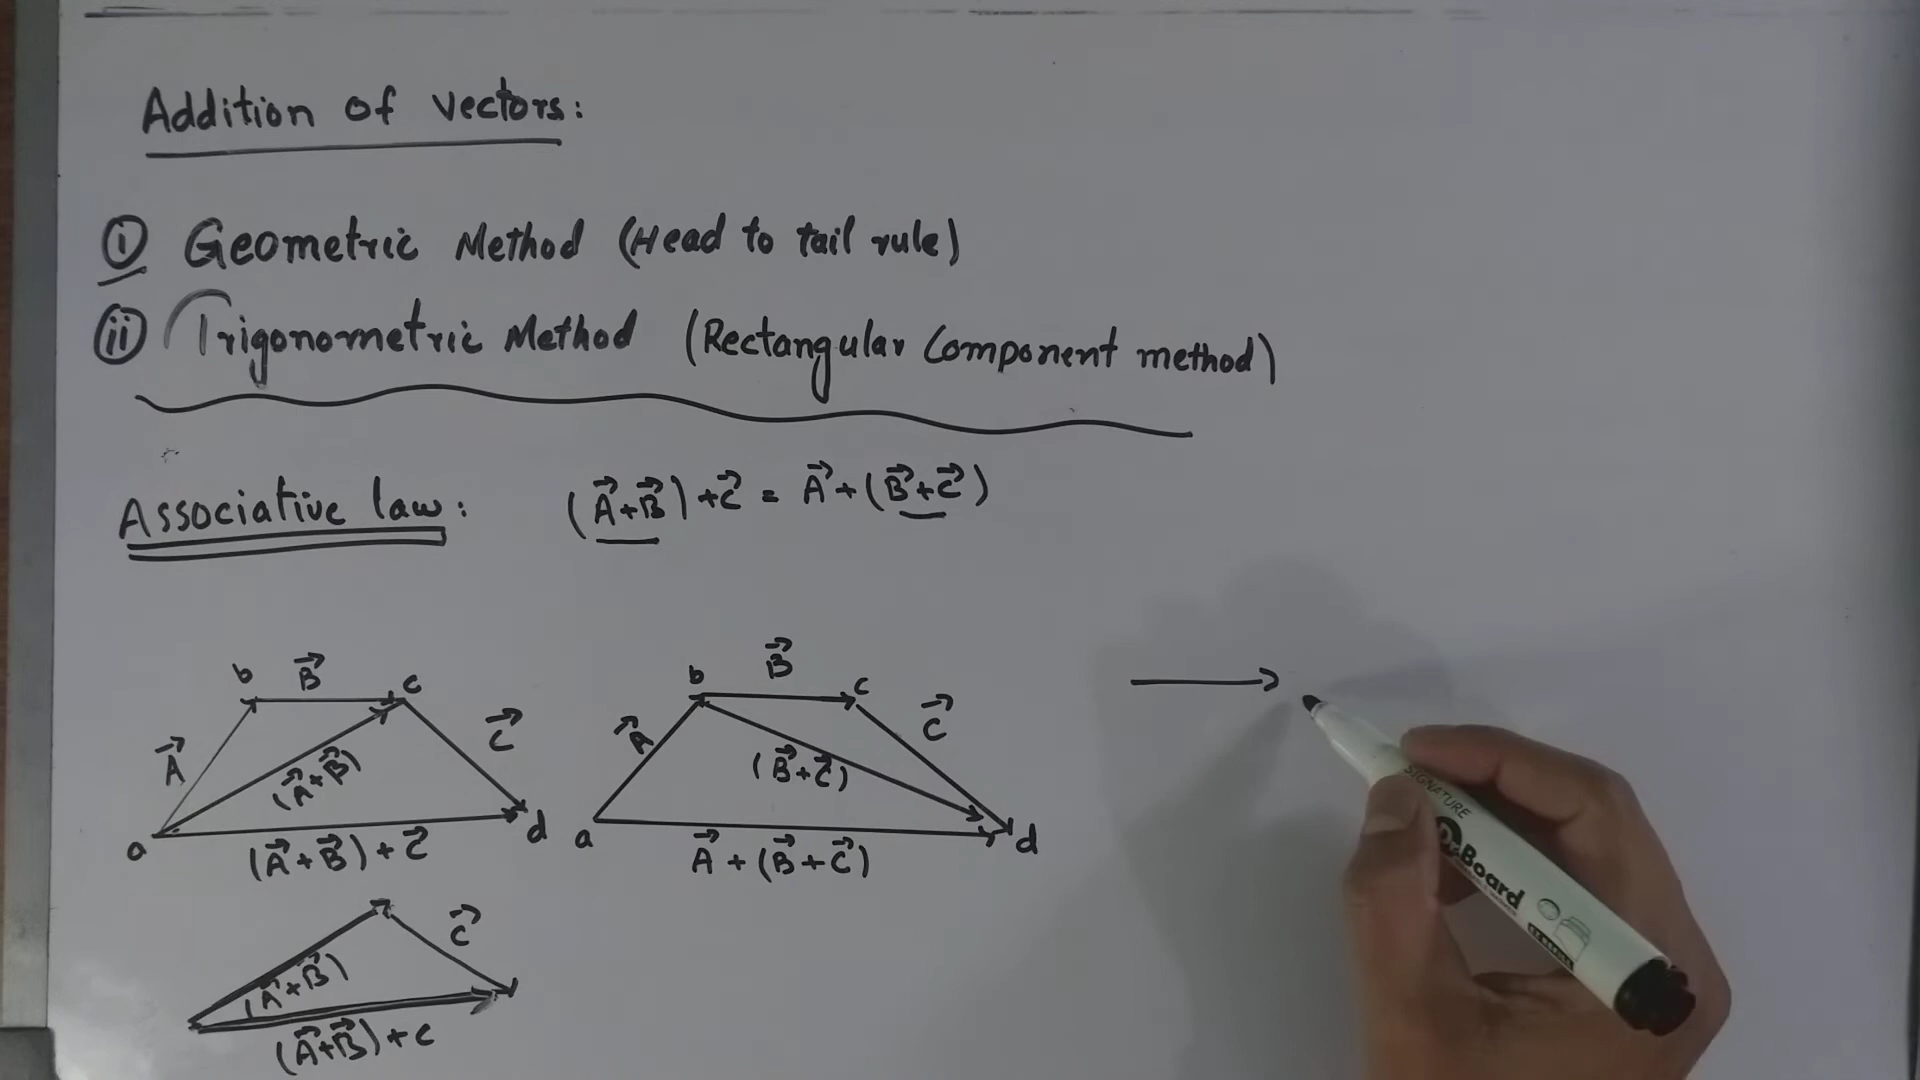 Addition of vectors:
(i) Geometric Method (Head to tail rule)
(ii) Trigonometric Method (Rectangular Component method)
Associative law: (A⃗+B⃗)+C⃗ = A⃗+(B⃗+C⃗)
b B⃗ c
A⃗ (A⃗+B⃗) C⃗
a d
(A⃗+B⃗)+C⃗
b B⃗ c
A⃗ (B⃗+C⃗) C⃗
a d
A⃗+(B⃗+C⃗)
(A⃗+B⃗) C⃗
(A⃗+B⃗)+C
SIGNATURE
Board